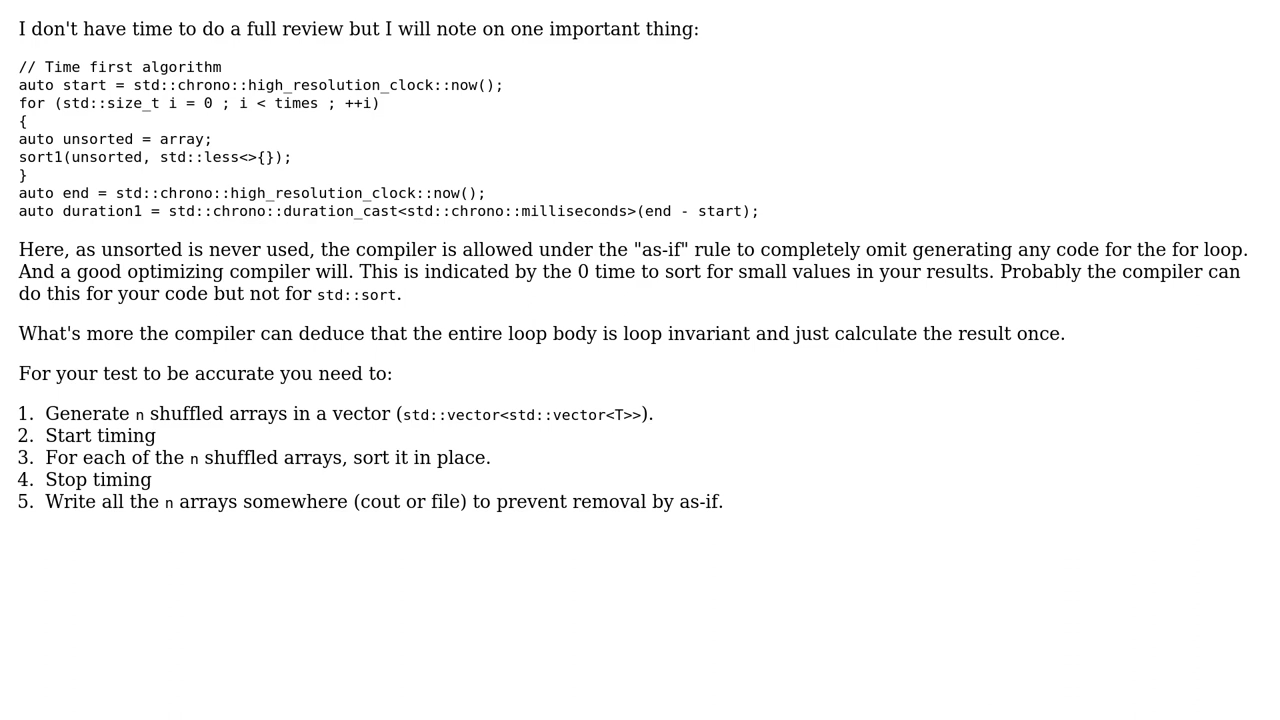 I don't have time to do a full review but I will note on one important thing:
// Time first algorithm
auto start = std::chrono::high_resolution_clock::now();
for (std::size_t i = 0 ; i < times ; ++i)
{
auto unsorted = array;
sort1(unsorted, std::less<>{});
}
auto end = std::chrono::high_resolution_clock::now();
auto duration1 = std::chrono::duration_cast<std::chrono::milliseconds>(end - start);
Here, as unsorted is never used, the compiler is allowed under the "as-if" rule to completely omit generating any code for the for loop.
And a good optimizing compiler will. This is indicated by the 0 time to sort for small values in your results. Probably the compiler can
do this for your code but not for std::sort.
What's more the compiler can deduce that the entire loop body is loop invariant and just calculate the result once.
For your test to be accurate you need to:
1. Generate n shuffled arrays in a vector (std::vector<std::vector<T>>).
2. Start timing
3. For each of the n shuffled arrays, sort it in place.
4. Stop timing
5. Write all the n arrays somewhere (cout or file) to prevent removal by as-if.